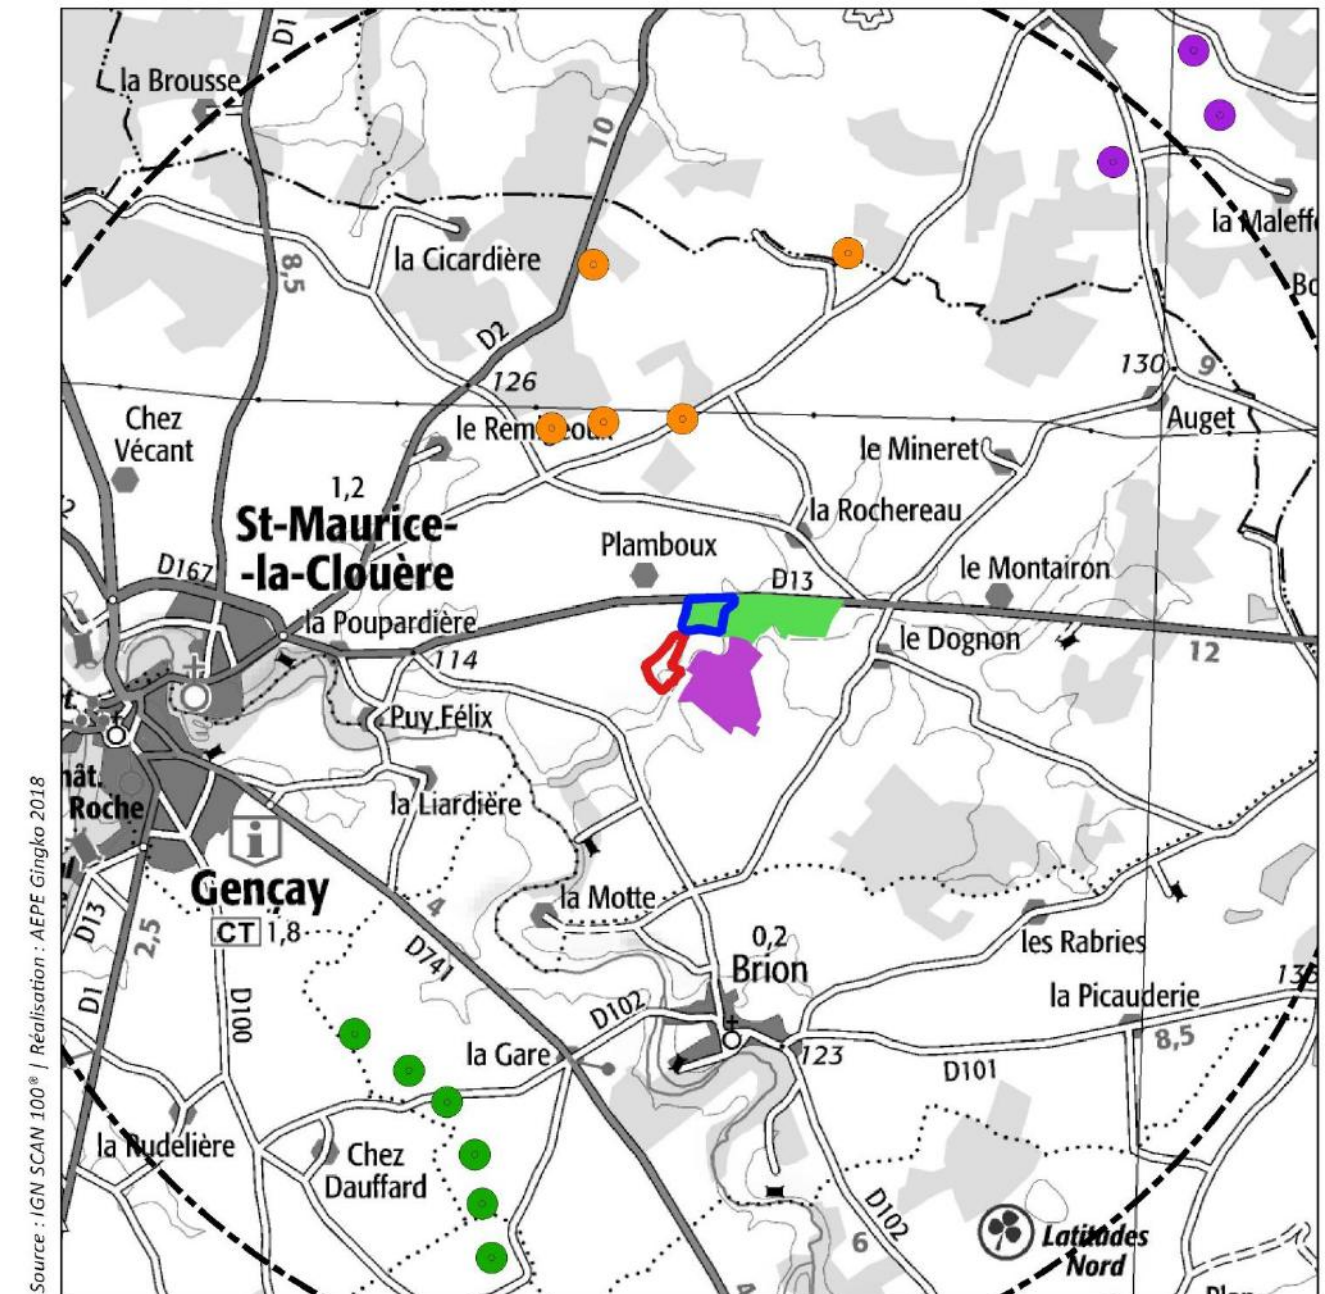 D1
la Brousse
10
la Maleff
la Cicardière
8,5
Bo
D2
130
9
126
Chez
Vécant
Auget
le Mineret
1,2
St-Maurice-
-la-Clouère
la Rochereau
Plamboux
D167
D13
le Montairon
la Poupardière
le Dognon
114
12
Puy Félix
hât.
Roche
la Liardière
Gençay
CT 1,8
la Motte
4
D13
2,5
D741
0,2
Brion
les Rabries
la Picauderie
8,5
D1
D100
D102
la Gare
123
D101
la Rudelière
Chez
Dauffard
D102
6
Latitudes
Nord
Source : IGN SCAN 100® | Réalisation : AEPE Gingko 2018